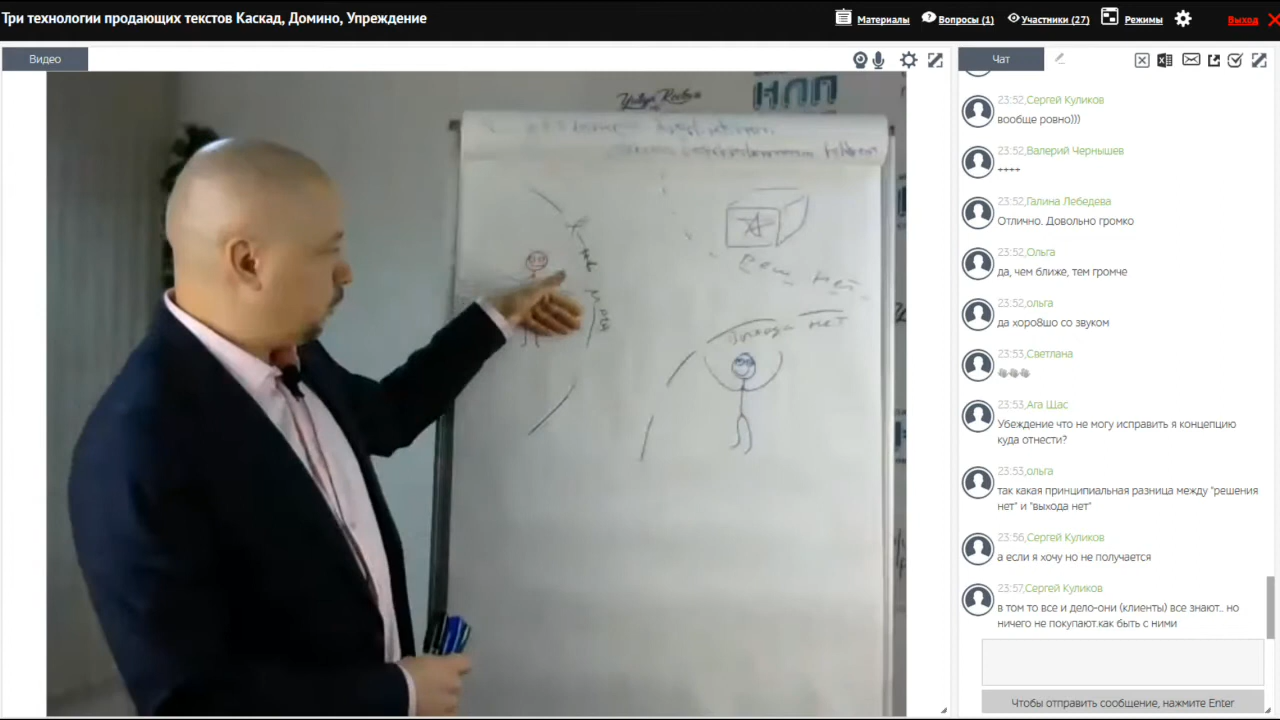 Три технологии продающих текстов Каскад, Домино, Упреждение
Материалы
Вопросы (1)
Участники (27)
Режимы
Выход
Видео
Чат
23:52,Сергей Куликов
вообще ровно)))
23:52,Валерий Чернышев
++++
23:52,Галина Лебедева
Отлично. Довольно громко
23:52,Ольга
да, чем ближе, тем громче
23:52,ольга
да хоро8шо со звуком
23:53,Светлана
23:53,Ага Щас
Убеждение что не могу исправить я концепцию
куда отнести?
23:53,ольга
так какая принципиальная разница между "решения
нет" и "выхода нет"
23:56,Сергей Куликов
а если я хочу но не получается
23:57,Сергей Куликов
в том то все и дело-они (клиенты) все знают.. но
ничего не покупают.как быть с ними
Чтобы отправить сообщение, нажмите Enter
НЛП
Реш нет
Выхода нет